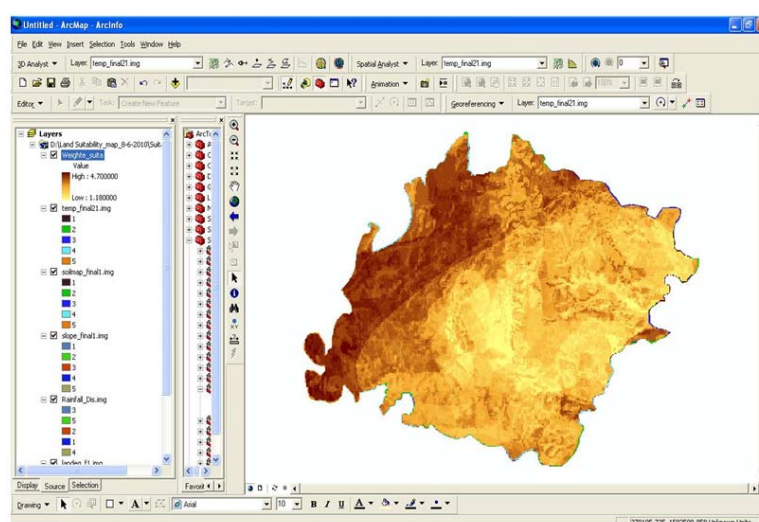 Untitled - ArcMap - ArcInfo
File Edit View Insert Selection Tools Window Help
3D Analyst Layer: temp_final21.img Spatial Analyst Layer: temp_final21.img 0
Animation 100%
Editor Task: Create New Feature Target: Georeferencing Layer: temp_final21.img
Layers
D:\Land Suitability_map_8-6-2010\Suit
Weighte_suita
Value
High : 4.700000
Low : 1.180000
temp_final21.img
1
2
3
4
5
soilmap_final1.img
1
2
3
4
5
slope_final1.img
1
2
3
4
5
Rainfall_Dis.img
3
5
2
1
4
ArcTo
Display Source Selection
Favorit
Drawing A Arial 10 B I U A